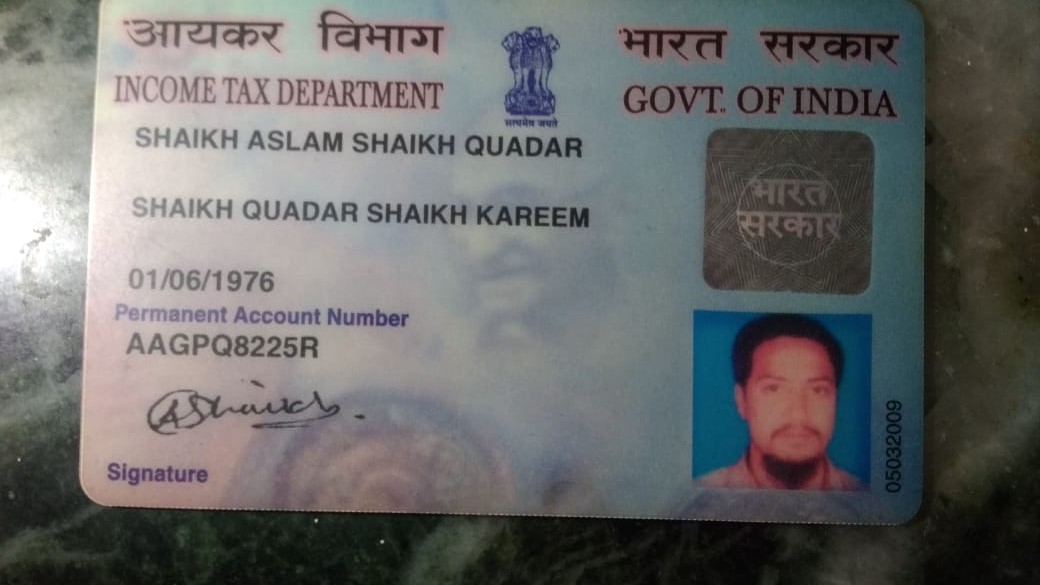 आयकर विभाग
भारत सरकार
INCOME TAX DEPARTMENT
GOVT. OF INDIA
सत्यमेव जयते
SHAIKH ASLAM SHAIKH QUADAR
भारत
सरकार
SHAIKH QUADAR SHAIKH KAREEM
01/06/1976
Permanent Account Number
AAGPQ8225R
AShaikh.
Signature
05032009